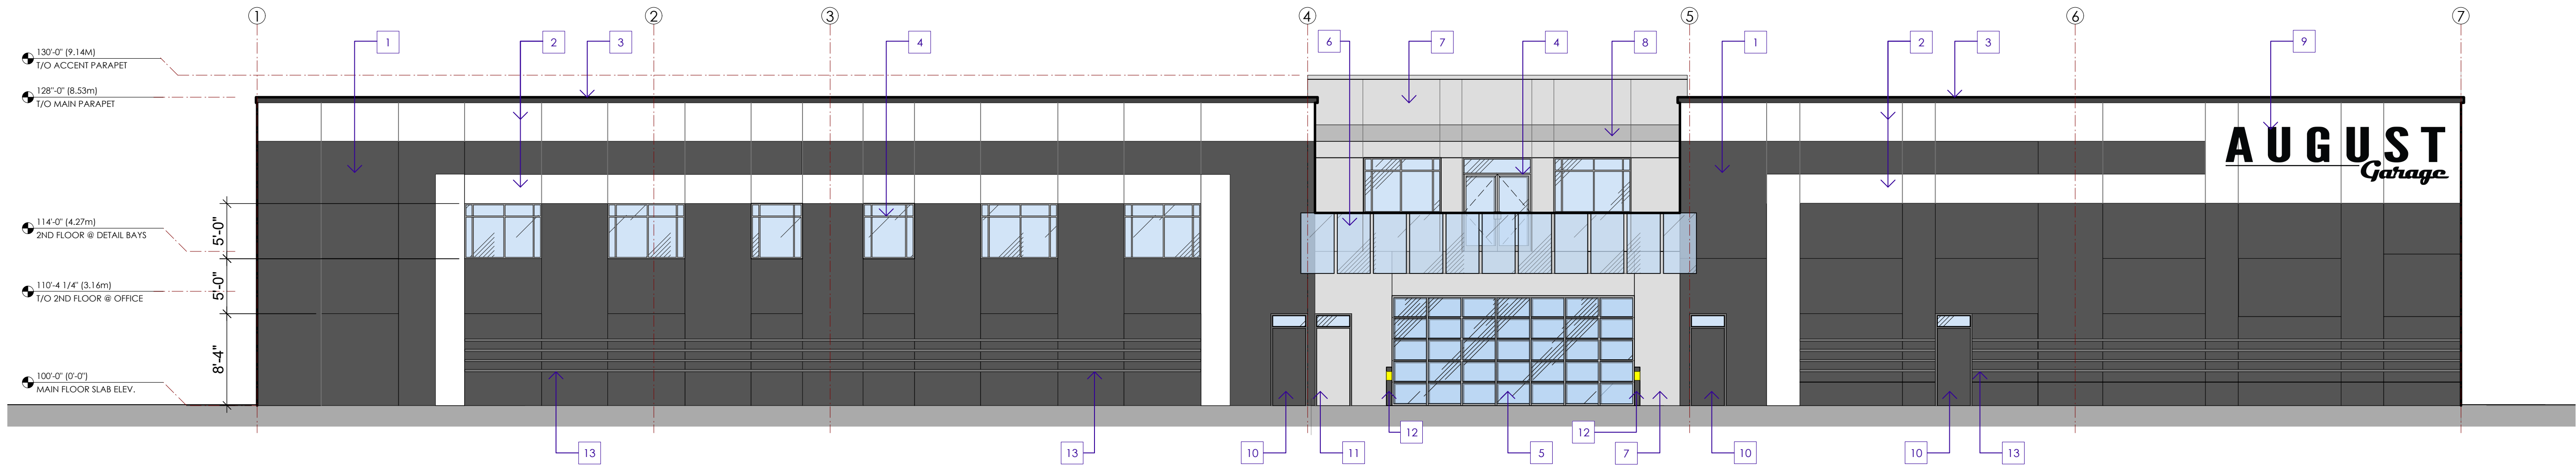 1 2 3 4 5 6 7
1 2 3 4 6 7 4 8 1 2 3 9
130'-0" (9.14M)
T/O ACCENT PARAPET
128"-0" (8.53m)
T/O MAIN PARAPET
AUGUST
Garage
114'-0" (4.27m)
2ND FLOOR @ DETAIL BAYS
5'-0"
110'-4 1/4" (3.16m)
T/O 2ND FLOOR @ OFFICE
5'-0"
8'-4"
100'-0" (0'-0")
MAIN FLOOR SLAB ELEV.
12 12
13 13 10 11 5 7 10 10 13